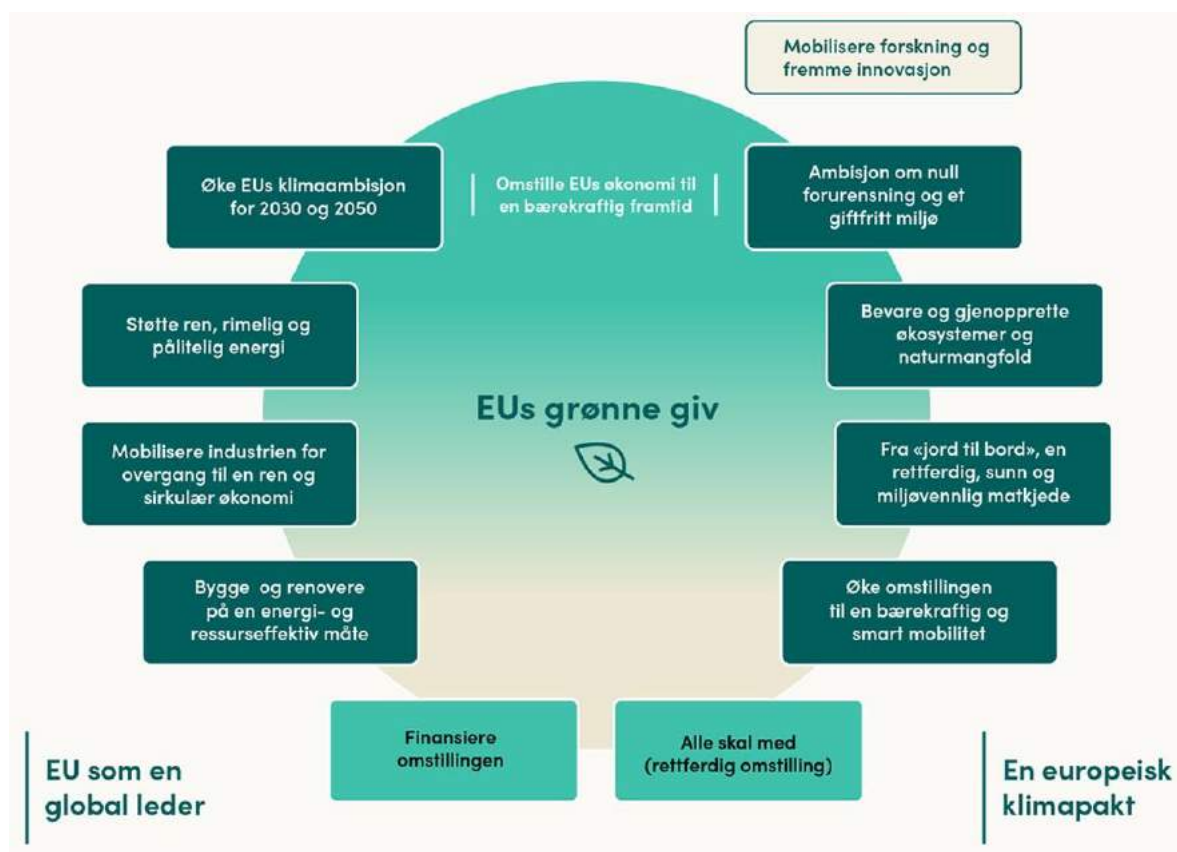 Mobilisere forskning og
fremme innovasjon
Øke EUs klimaambisjon
for 2030 og 2050
Omstille EUs økonomi til
en bærekraftig framtid
Ambisjon om null
forurensning og et
giftfritt miljø
Støtte ren, rimelig og
pålitelig energi
Bevare og gjenopprette
økosystemer og
naturmangfold
EUs grønne giv
Mobilisere industrien for
overgang til en ren og
sirkulær økonomi
Fra «jord til bord», en
rettferdig, sunn og
miljøvennlig matkjede
Bygge og renovere
på en energi- og
ressurseffektiv måte
Øke omstillingen
til en bærekraftig og
smart mobilitet
Finansiere
omstillingen
Alle skal med
(rettferdig omstilling)
EU som en
global leder
En europeisk
klimapakt